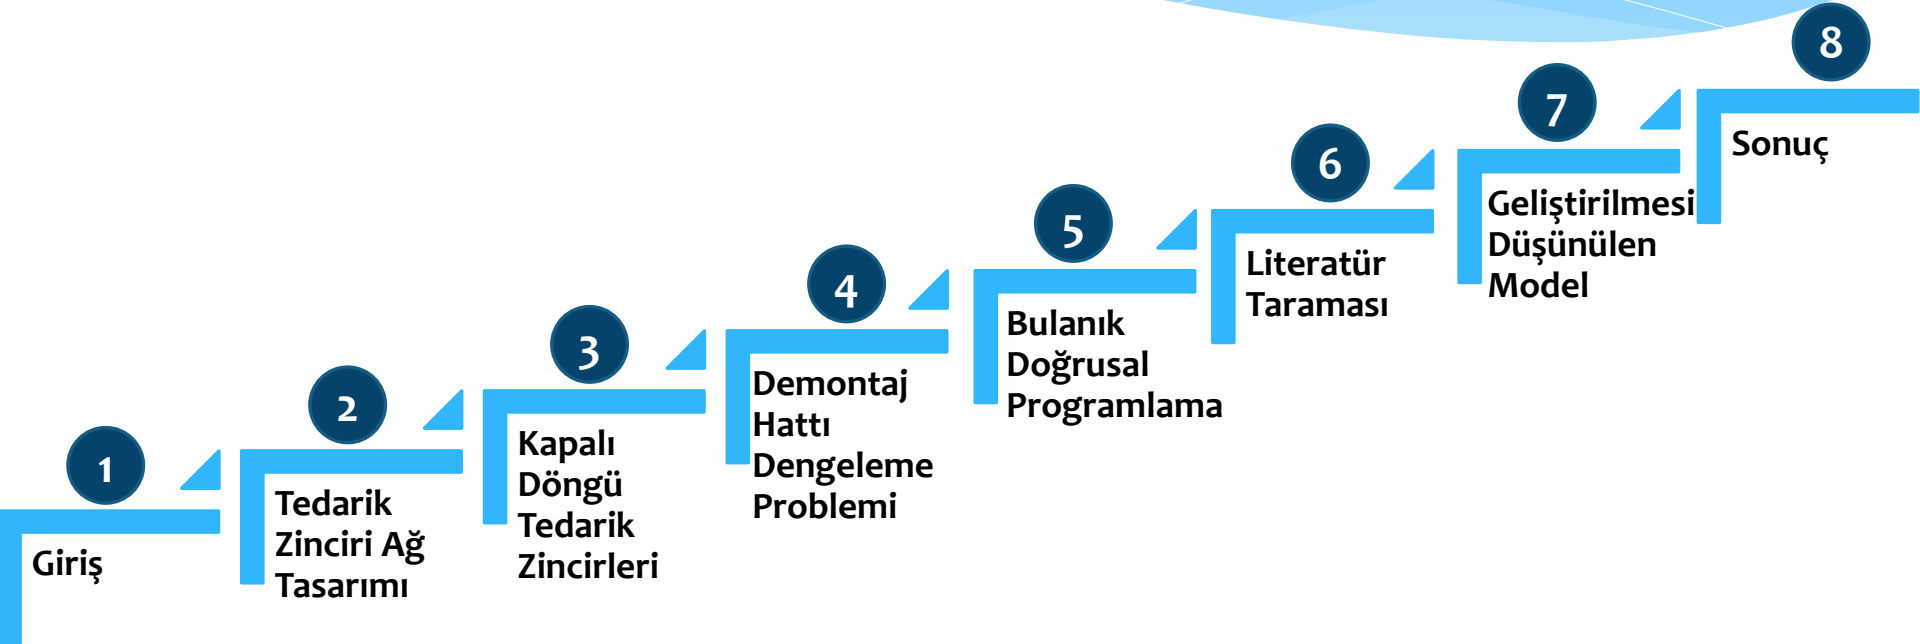 1
Giriş
2
Tedarik
Zinciri Ağ
Tasarımı
3
Kapalı
Döngü
Tedarik
Zincirleri
4
Demontaj
Hattı
Dengeleme
Problemi
5
Bulanık
Doğrusal
Programlama
6
Literatür
Taraması
7
Geliştirilmesi
Düşünülen
Model
8
Sonuç